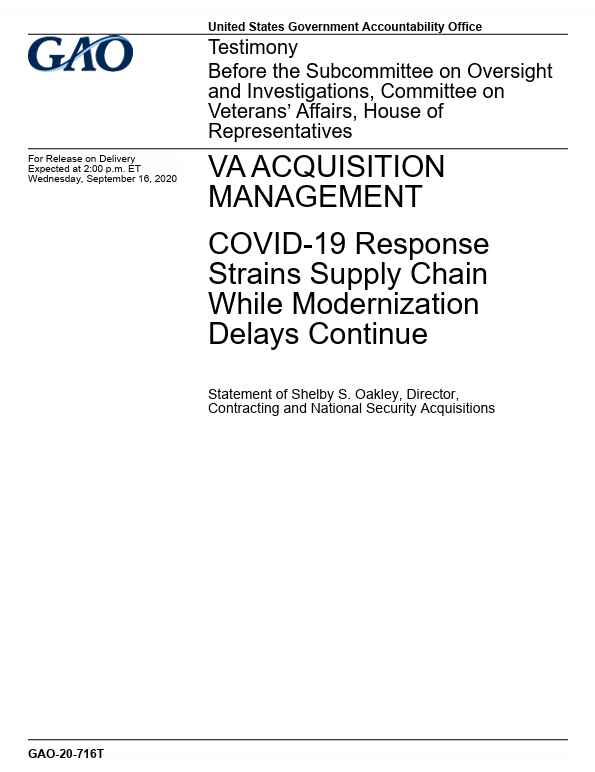 United States Government Accountability Office
GAO
Testimony
Before the Subcommittee on Oversight
and Investigations, Committee on
Veterans’ Affairs, House of
Representatives
For Release on Delivery
Expected at 2:00 p.m. ET
Wednesday, September 16, 2020
VA ACQUISITION
MANAGEMENT
COVID-19 Response
Strains Supply Chain
While Modernization
Delays Continue
Statement of Shelby S. Oakley, Director,
Contracting and National Security Acquisitions
GAO-20-716T